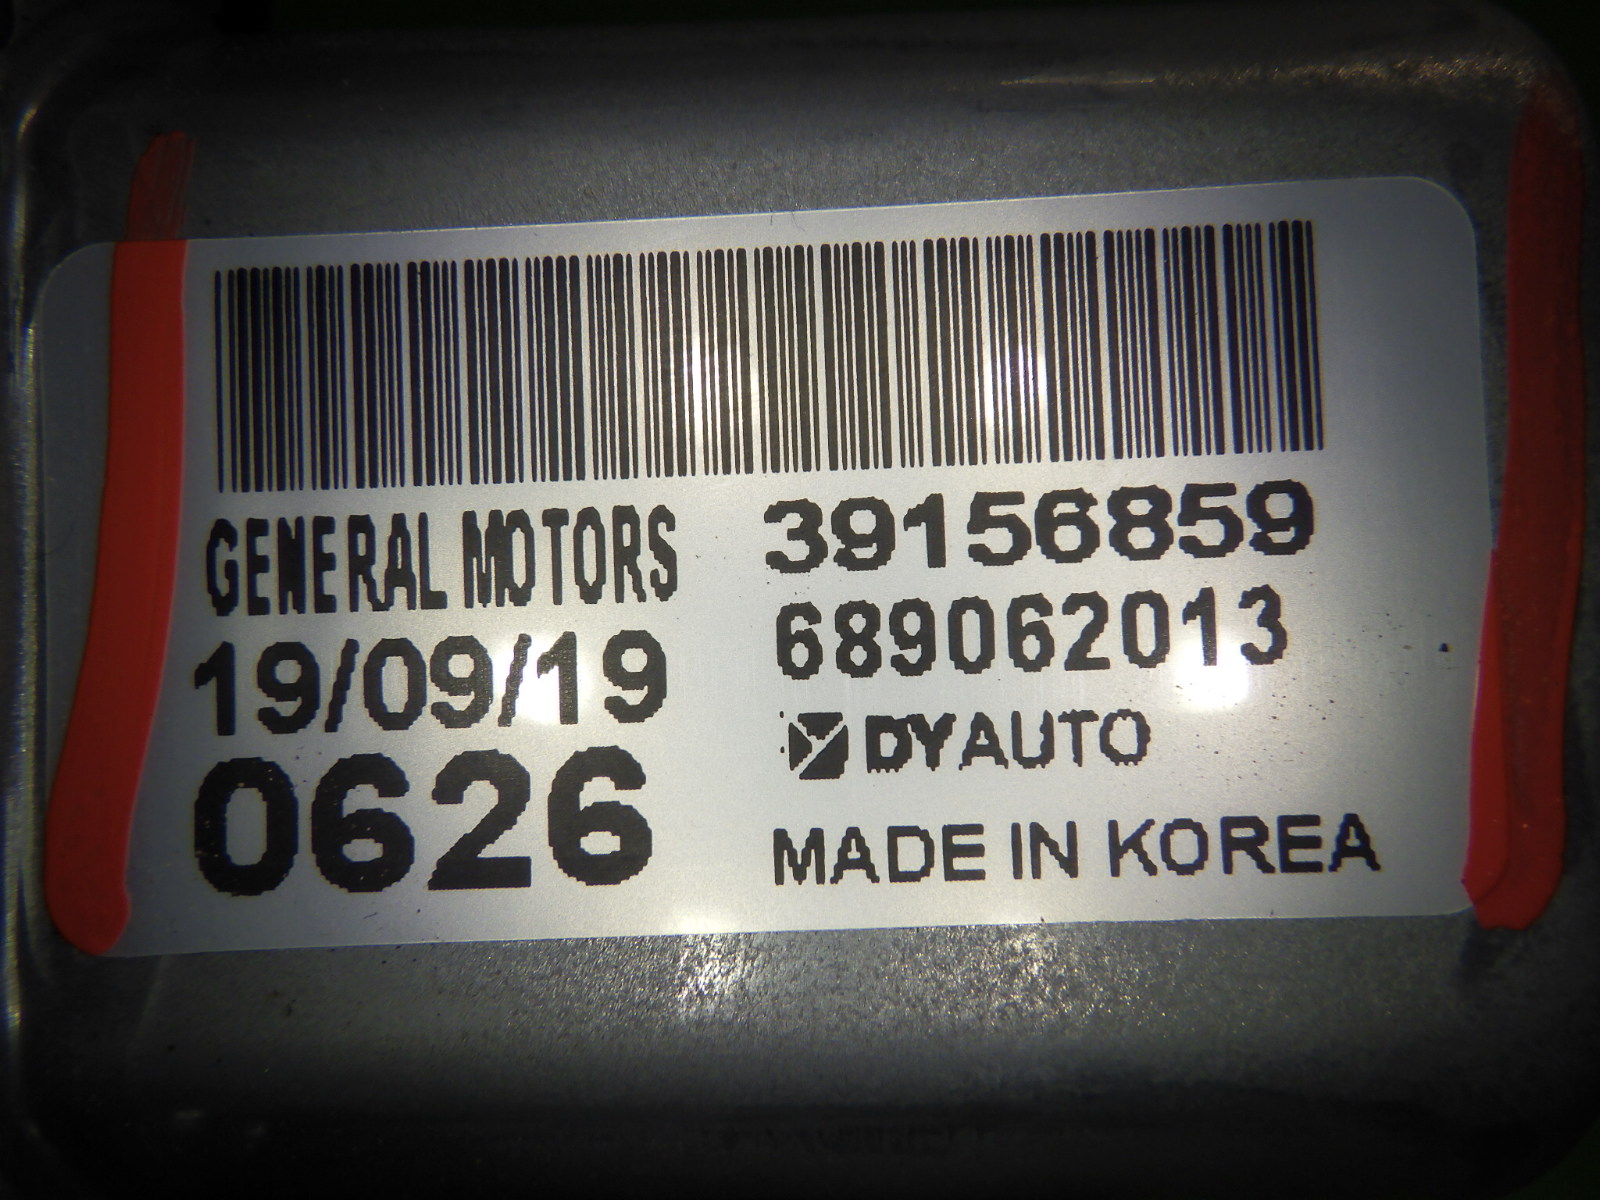 GENERAL MOTORS
19/09/19
0626
39156859
689062013
DYAUTO
MADE IN KOREA